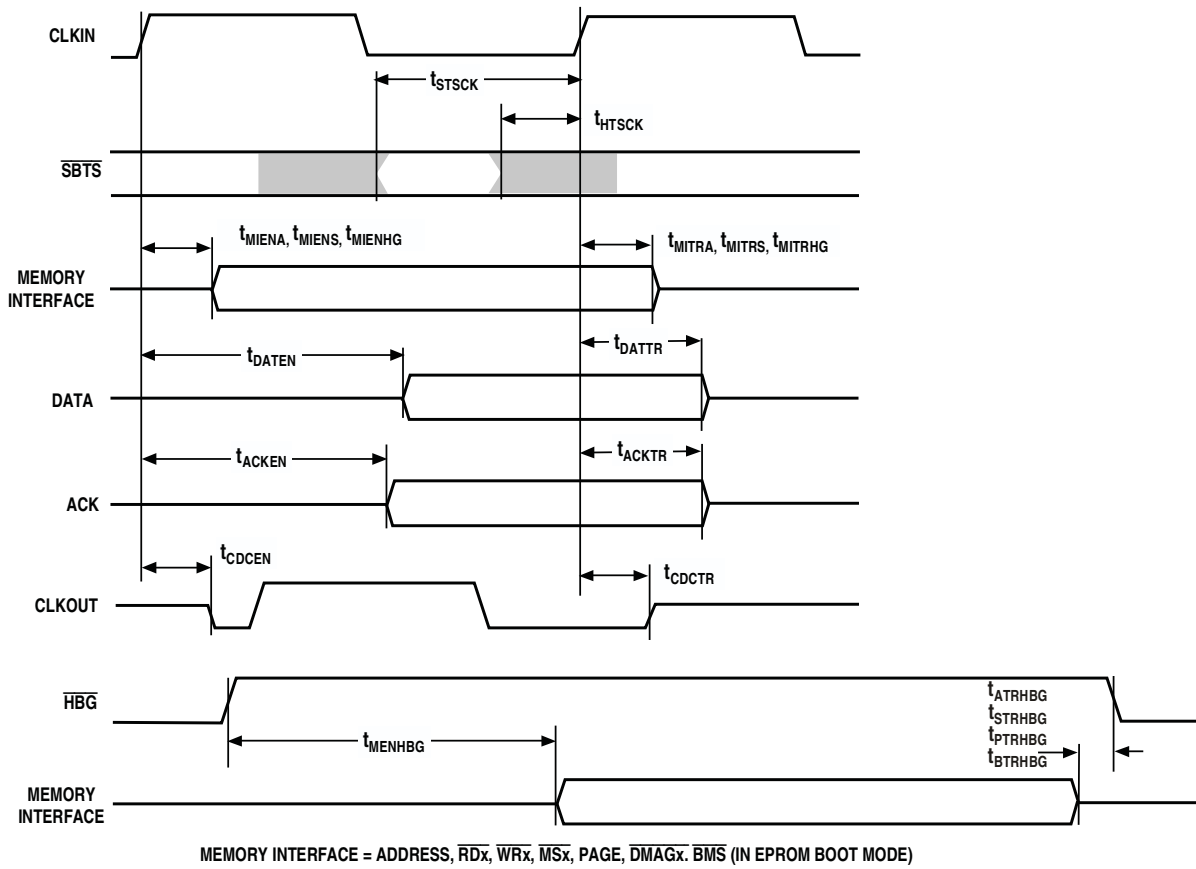 CLKIN
tSTSCK
tHTSCK
SBTS
tMIENA, tMIENS, tMIENHG
tMITRA, tMITRS, tMITRHG
MEMORY
INTERFACE
tDATEN
tDATTR
DATA
tACKEN
tACKTR
ACK
tCDCEN
tCDCTR
CLKOUT
HBG
tATRHBG
tSTRHBG
tPTRHBG
tBTRHBG
tMENHBG
MEMORY
INTERFACE
MEMORY INTERFACE = ADDRESS, RDx, WRx, MSx, PAGE, DMAGx. BMS (IN EPROM BOOT MODE)